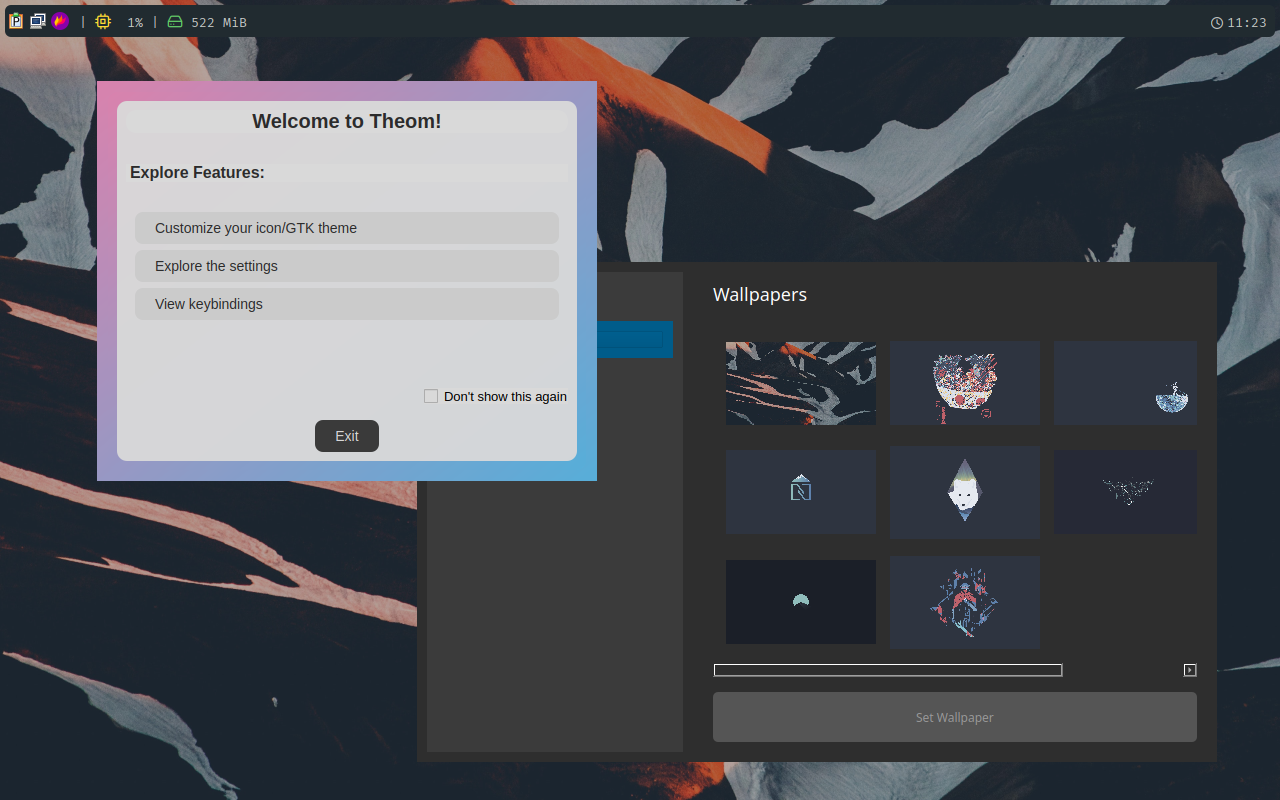 1% 522 MiB 11:23
Welcome to Theom!
Explore Features:
Customize your icon/GTK theme
Explore the settings
View keybindings
Don't show this again
Exit
Wallpapers
Set Wallpaper